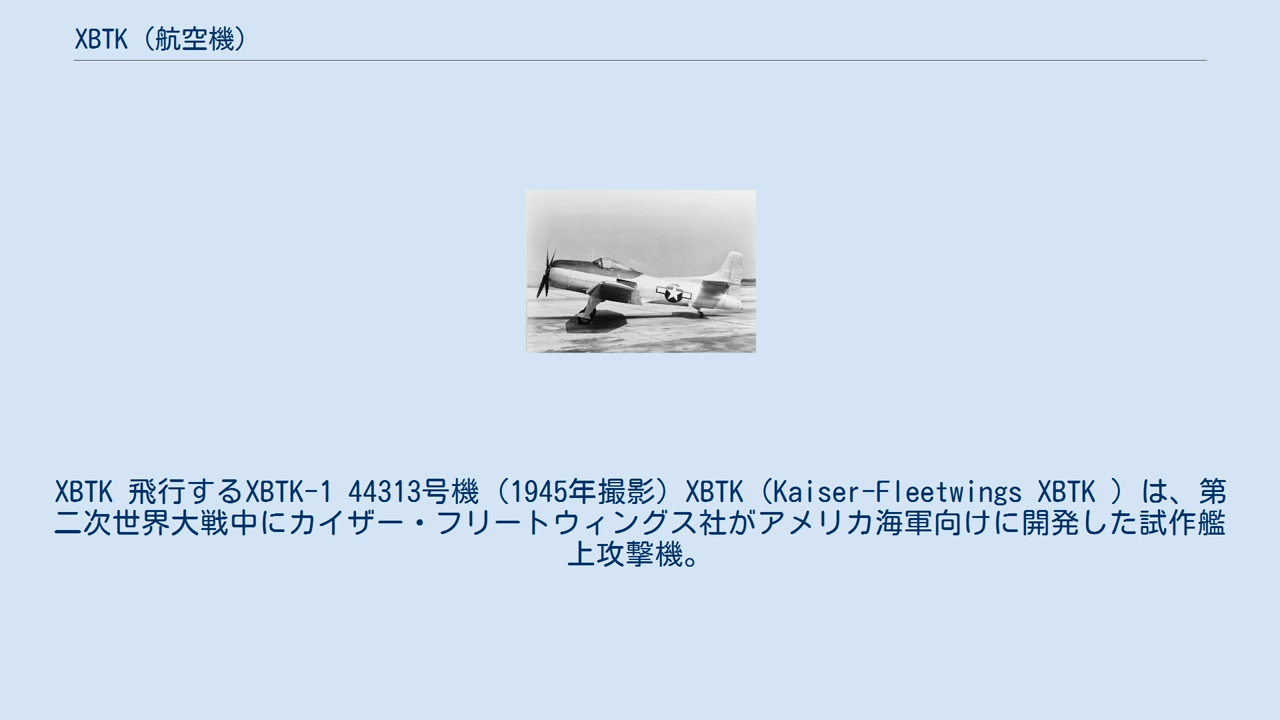 XBTK（航空機）
XBTK 飛行するXBTK-1 44313号機（1945年撮影）XBTK（Kaiser-Fleetwings XBTK ）は、第
二次世界大戦中にカイザー・フリートウィングス社がアメリカ海軍向けに開発した試作艦
上攻撃機。